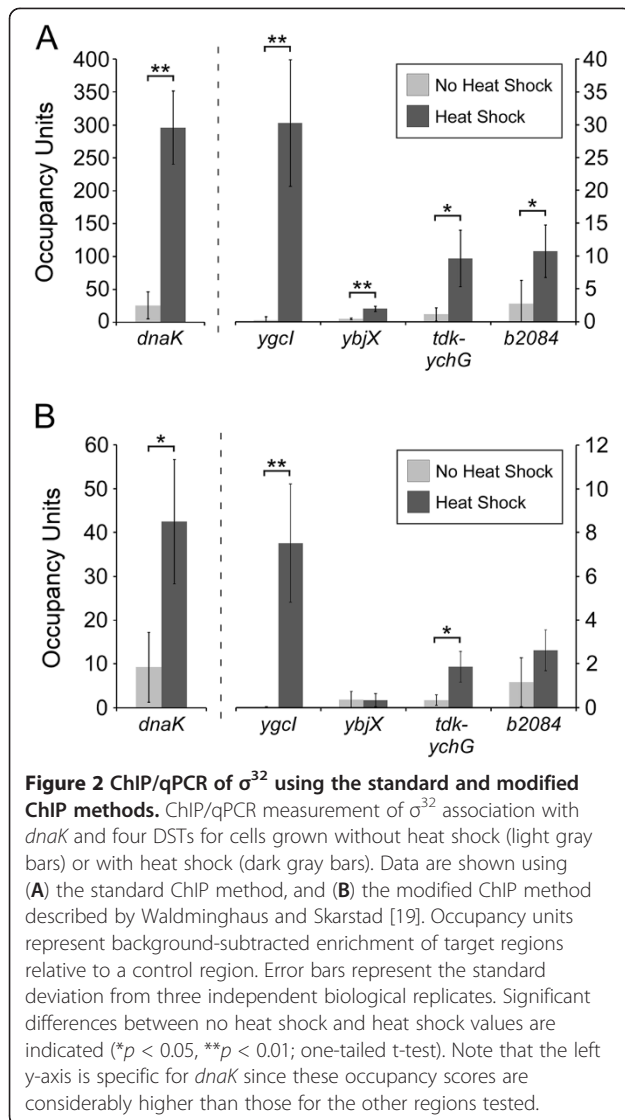 A
Occupancy Units
400
350
300
250
200
150
100
50
0
** ** ** * *
No Heat Shock
Heat Shock
40
30
20
10
0
dnaK ygcI ybjX tdk- b2084
ychG
B
Occupancy Units
60
50
40
30
20
10
0
* ** *
No Heat Shock
Heat Shock
12
10
8
6
4
2
0
dnaK ygcI ybjX tdk- b2084
ychG
Figure 2 ChIP/qPCR of σ³² using the standard and modified
ChIP methods. ChIP/qPCR measurement of σ³² association with
dnaK and four DSTs for cells grown without heat shock (light gray
bars) or with heat shock (dark gray bars). Data are shown using
(A) the standard ChIP method, and (B) the modified ChIP method
described by Waldminghaus and Skarstad [19]. Occupancy units
represent background-subtracted enrichment of target regions
relative to a control region. Error bars represent the standard
deviation from three independent biological replicates. Significant
differences between no heat shock and heat shock values are
indicated (*p < 0.05, **p < 0.01; one-tailed t-test). Note that the left
y-axis is specific for dnaK since these occupancy scores are
considerably higher than those for the other regions tested.